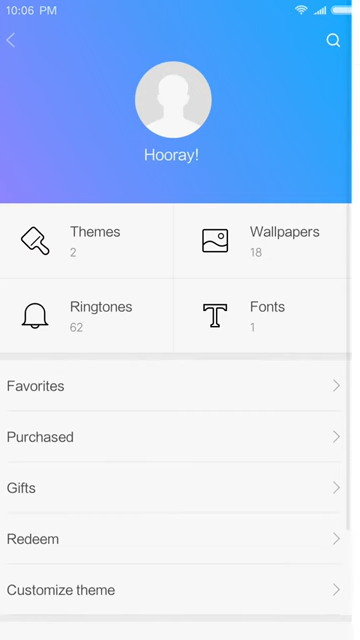 10:06 PM
Hooray!
Themes
2
Wallpapers
18
Ringtones
62
Fonts
1
Favorites
Purchased
Gifts
Redeem
Customize theme